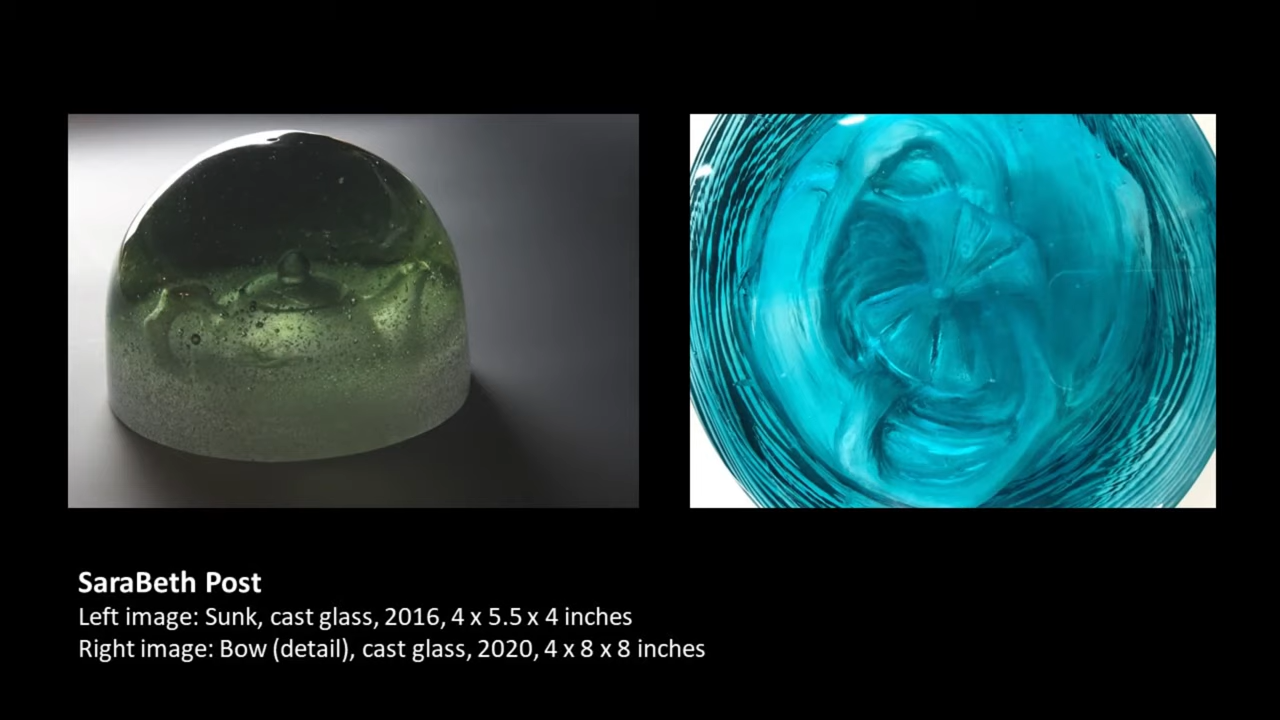 SaraBeth Post
Left image: Sunk, cast glass, 2016, 4 x 5.5 x 4 inches
Right image: Bow (detail), cast glass, 2020, 4 x 8 x 8 inches